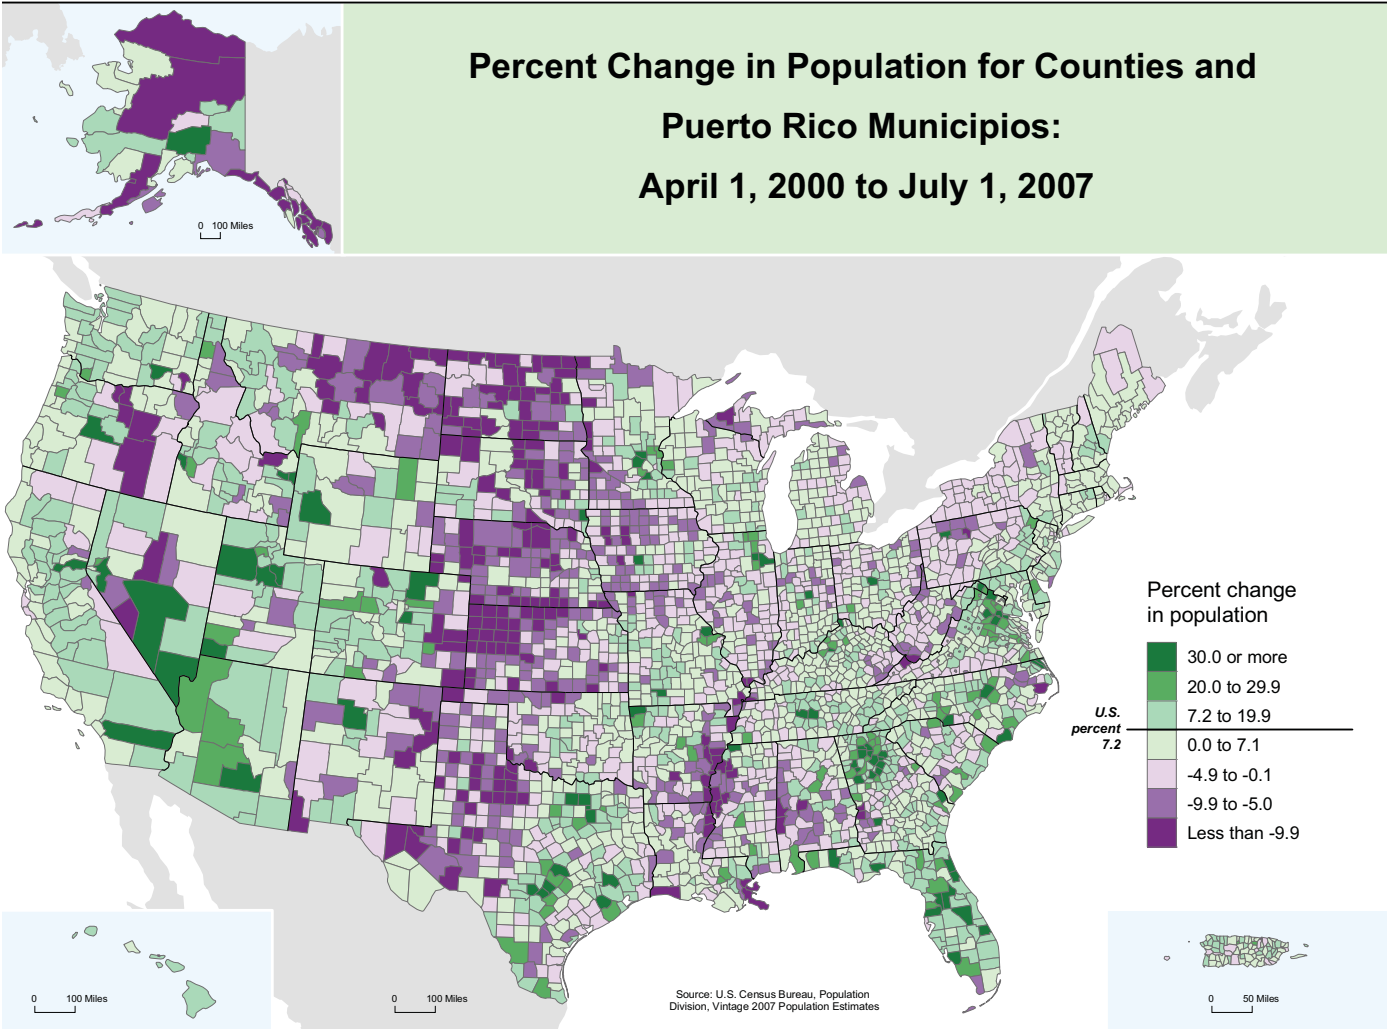 Percent Change in Population for Counties and
Puerto Rico Municipios:
April 1, 2000 to July 1, 2007
0 100 Miles
Percent change
in population
30.0 or more
20.0 to 29.9
7.2 to 19.9
U.S.
percent
7.2
0.0 to 7.1
-4.9 to -0.1
-9.9 to -5.0
Less than -9.9
0 100 Miles
0 100 Miles
Source: U.S. Census Bureau, Population
Division, Vintage 2007 Population Estimates
0 50 Miles